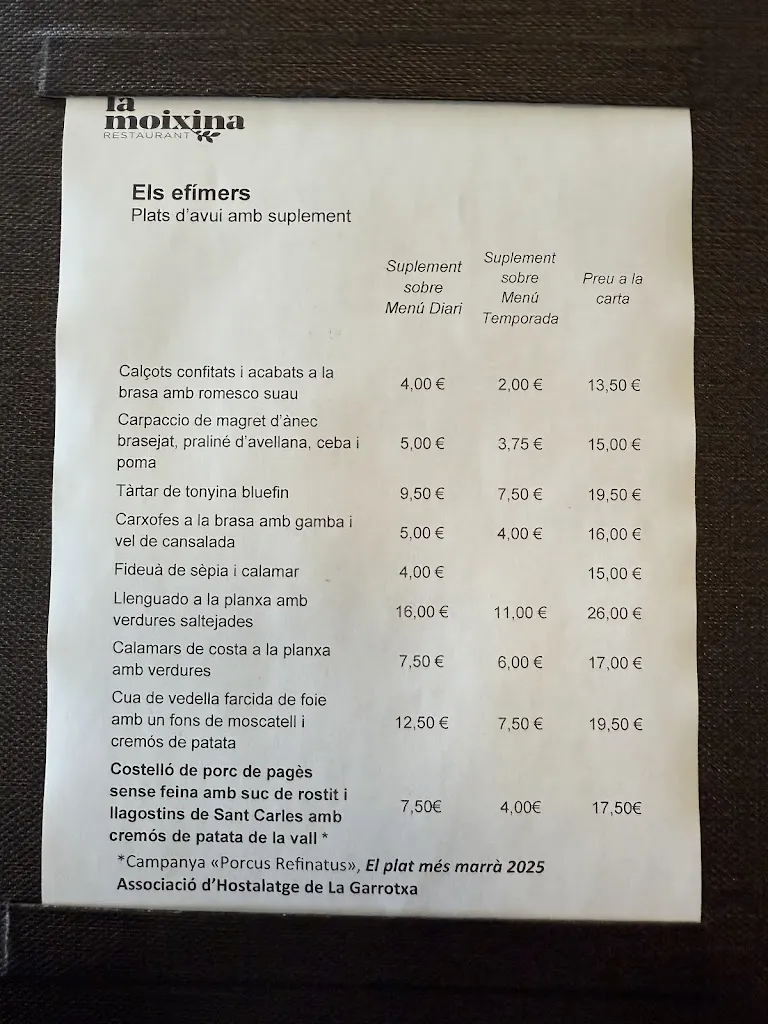 la
moixina
RESTAURANT
Els efímers
Plats d'avui amb suplement
Suplement sobre Menú Diari
Suplement sobre Menú Temporada
Preu a la carta
Calçots confitats i acabats a la
brasa amb romesco suau
4,00 € 2,00 € 13,50 €
Carpaccio de magret d'ànec
brasejat, praliné d'avellana, ceba i
poma
5,00 € 3,75 € 15,00 €
Tàrtar de tonyina bluefin 9,50 € 7,50 € 19,50 €
Carxofes a la brasa amb gamba i
vel de cansalada
5,00 € 4,00 € 16,00 €
Fideuà de sèpia i calamar 4,00 € 15,00 €
Llenguado a la planxa amb
verdures saltejades
16,00 € 11,00 € 26,00 €
Calamars de costa a la planxa
amb verdures
7,50 € 6,00 € 17,00 €
Cua de vedella farcida de foie
amb un fons de moscatell i
cremós de patata
12,50 € 7,50 € 19,50 €
Costelló de porc de pagès
sense feina amb suc de rostit i
llagostins de Sant Carles amb
cremós de patata de la vall *
7,50€ 4,00€ 17,50€
*Campanya «Porcus Refinatus», El plat més marrà 2025
Associació d'Hostalatge de La Garrotxa